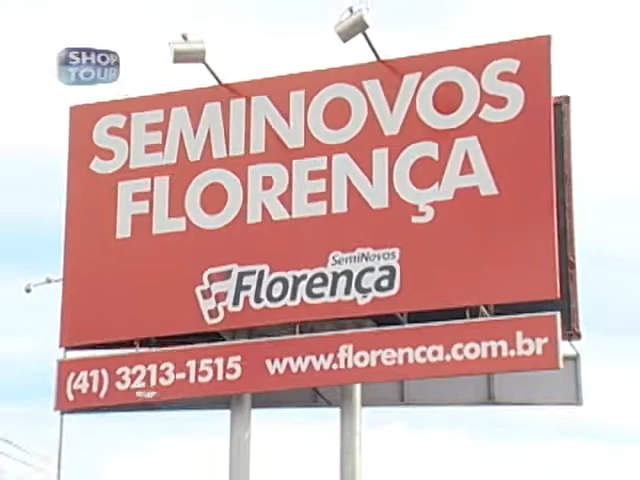 SHOP
TOUR
SEMINOVOS
FLORENÇA
SemiNovos
Florença
(41) 3213-1515 www.florenca.com.br